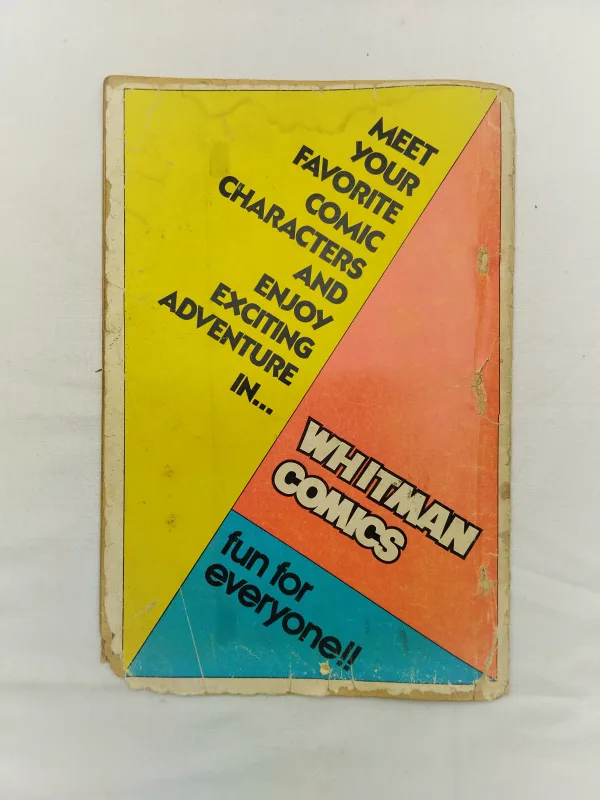 MEET
YOUR
FAVORITE
COMIC
CHARACTERS
AND
ENJOY
EXCITING
ADVENTURE
IN...
WHITMAN
COMICS
fun for
everyone!!